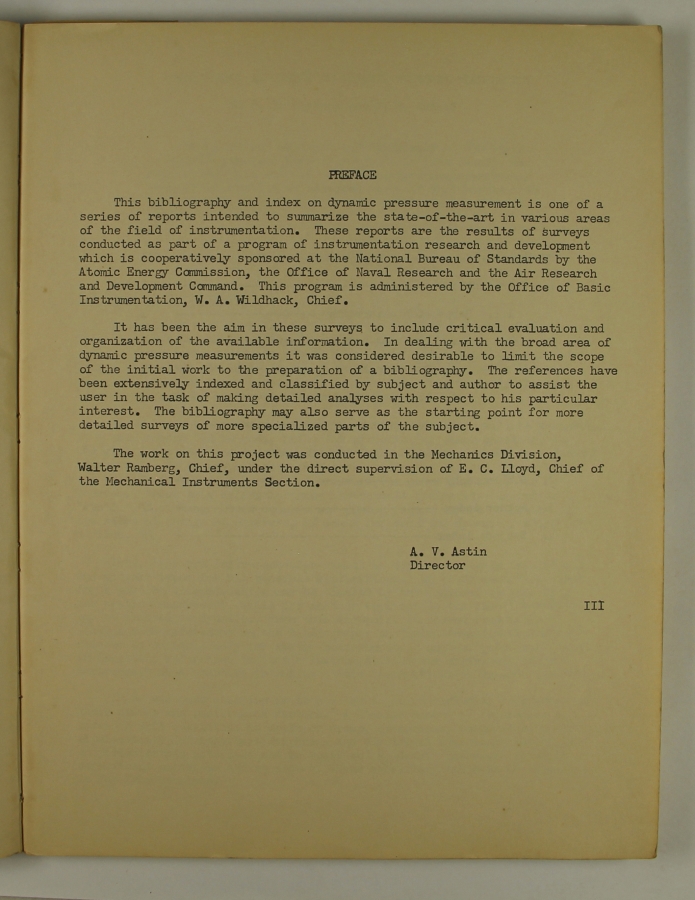 PREFACE
This bibliography and index on dynamic pressure measurement is one of a
series of reports intended to summarize the state-of-the-art in various areas
of the field of instrumentation. These reports are the results of surveys
conducted as part of a program of instrumentation research and development
which is cooperatively sponsored at the National Bureau of Standards by the
Atomic Energy Commission, the Office of Naval Research and the Air Research
and Development Command. This program is administered by the Office of Basic
Instrumentation, W. A. Wildhack, Chief.
It has been the aim in these surveys to include critical evaluation and
organization of the available information. In dealing with the broad area of
dynamic pressure measurements it was considered desirable to limit the scope
of the initial work to the preparation of a bibliography. The references have
been extensively indexed and classified by subject and author to assist the
user in the task of making detailed analyses with respect to his particular
interest. The bibliography may also serve as the starting point for more
detailed surveys of more specialized parts of the subject.
The work on this project was conducted in the Mechanics Division,
Walter Ramberg, Chief, under the direct supervision of E. C. Lloyd, Chief of
the Mechanical Instruments Section.
A. V. Astin
Director
III